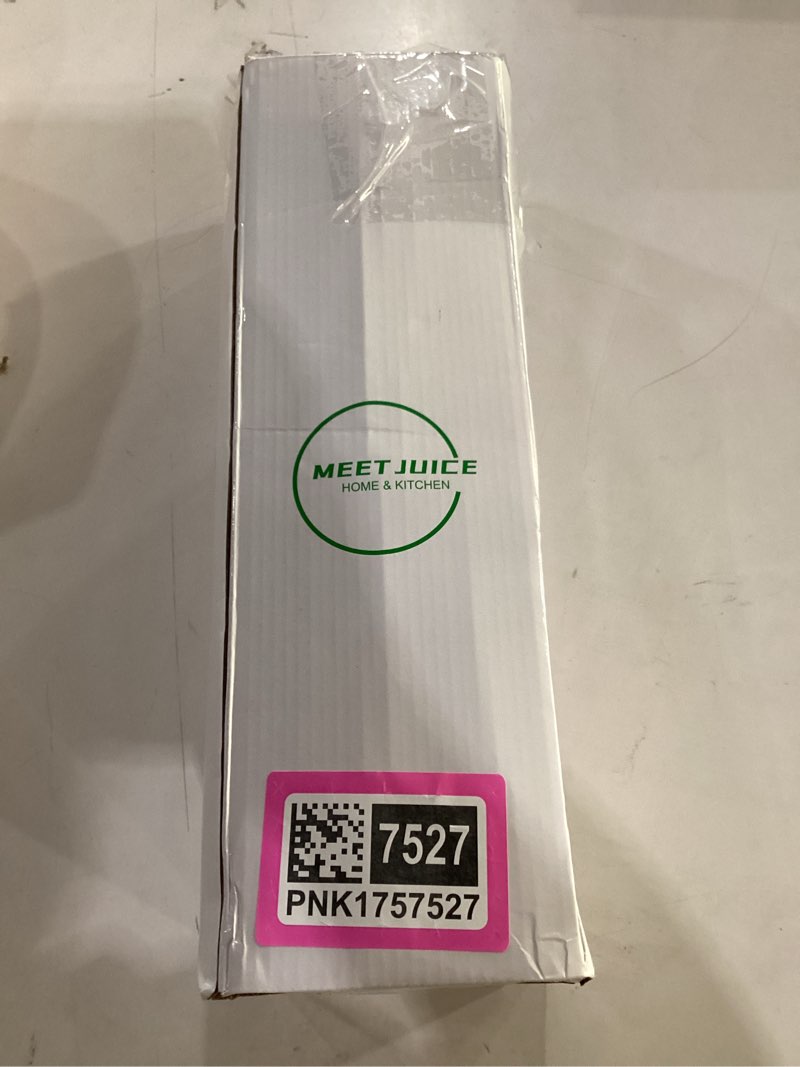 MEET JUICE
HOME & KITCHEN
7527
PNK1757527